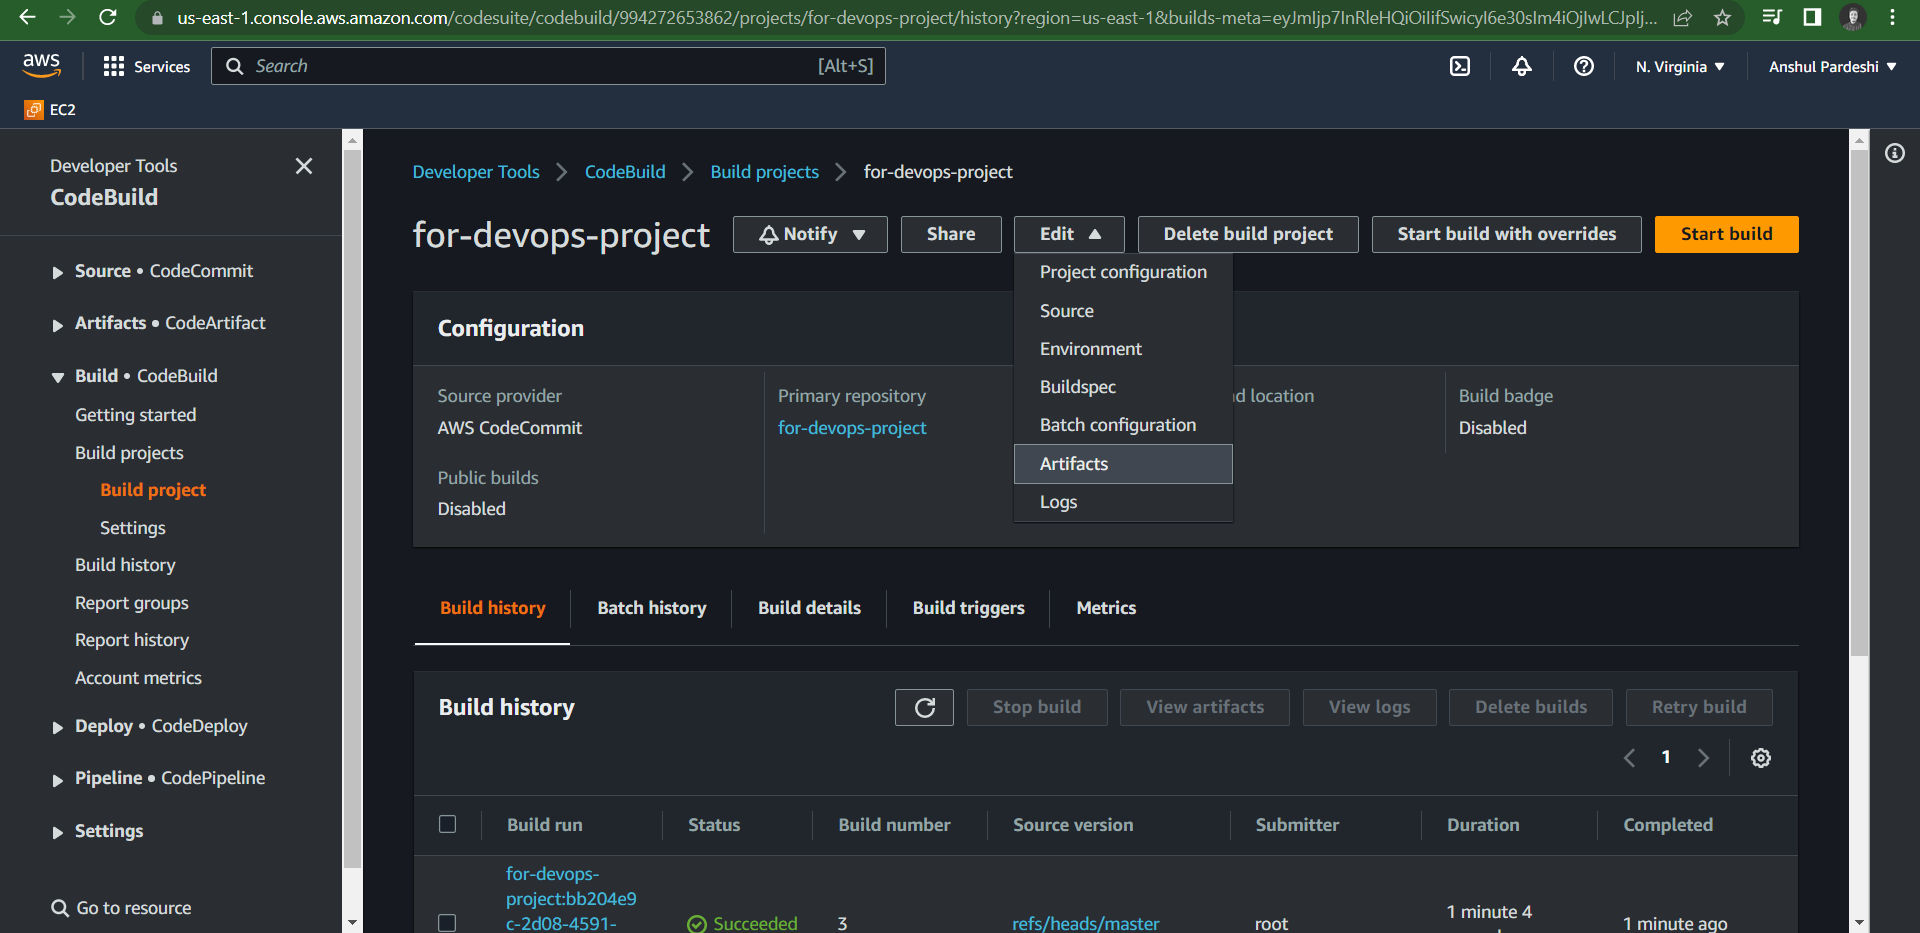 us-east-1.console.aws.amazon.com/codesuite/codebuild/994272653862/projects/for-devops-project/history?region=us-east-1&builds-meta=eyJmIjp7InRleHQiOiIifSwicyI6e30sIm4iOjIwLCJpIj...
aws
Services
Search
[Alt+S]
N. Virginia
Anshul Pardeshi
EC2
Developer Tools
CodeBuild
Source • CodeCommit
Artifacts • CodeArtifact
Build • CodeBuild
Getting started
Build projects
Build project
Settings
Build history
Report groups
Report history
Account metrics
Deploy • CodeDeploy
Pipeline • CodePipeline
Settings
Go to resource
Developer Tools > CodeBuild > Build projects > for-devops-project
for-devops-project
Notify
Share
Edit
Delete build project
Start build with overrides
Start build
Project configuration
Source
Environment
Buildspec
Batch configuration
Artifacts
Logs
Configuration
Source provider
AWS CodeCommit
Primary repository
for-devops-project
d location
Build badge
Disabled
Public builds
Disabled
Build history
Batch history
Build details
Build triggers
Metrics
Build history
Stop build
View artifacts
View logs
Delete builds
Retry build
1
Build run
Status
Build number
Source version
Submitter
Duration
Completed
for-devops-
project:bb204e9
c-2d08-4591-
Succeeded
3
refs/heads/master
root
1 minute 4
1 minute ago